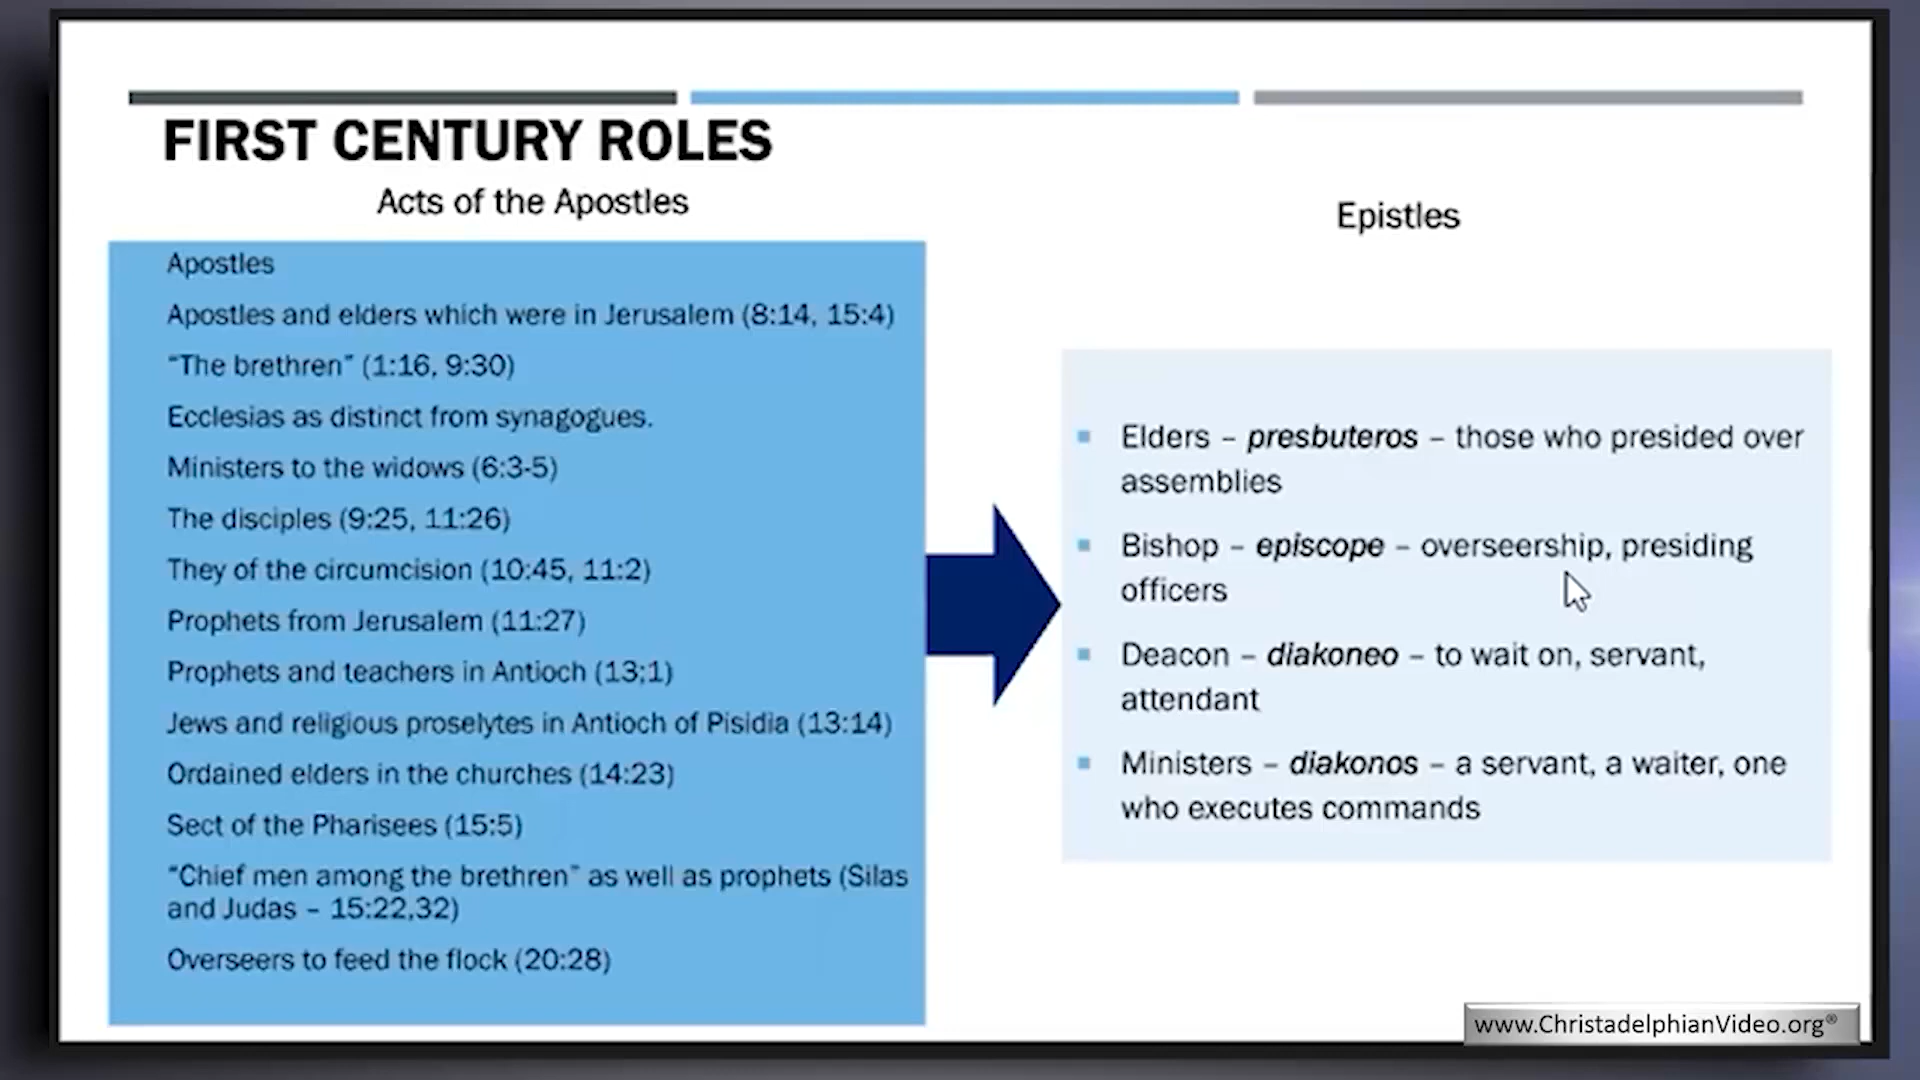 FIRST CENTURY ROLES
Acts of the Apostles
Apostles
Apostles and elders which were in Jerusalem (8:14, 15:4)
“The brethren” (1:16, 9:30)
Ecclesias as distinct from synagogues.
Ministers to the widows (6:3-5)
The disciples (9:25, 11:26)
They of the circumcision (10:45, 11:2)
Prophets from Jerusalem (11:27)
Prophets and teachers in Antioch (13;1)
Jews and religious proselytes in Antioch of Pisidia (13:14)
Ordained elders in the churches (14:23)
Sect of the Pharisees (15:5)
“Chief men among the brethren” as well as prophets (Silas
and Judas – 15:22,32)
Overseers to feed the flock (20:28)
Epistles
Elders – presbuteros – those who presided over
assemblies
Bishop – episcope – overseership, presiding
officers
Deacon – diakoneo – to wait on, servant,
attendant
Ministers – diakonos – a servant, a waiter, one
who executes commands
www.ChristadelphianVideo.org®